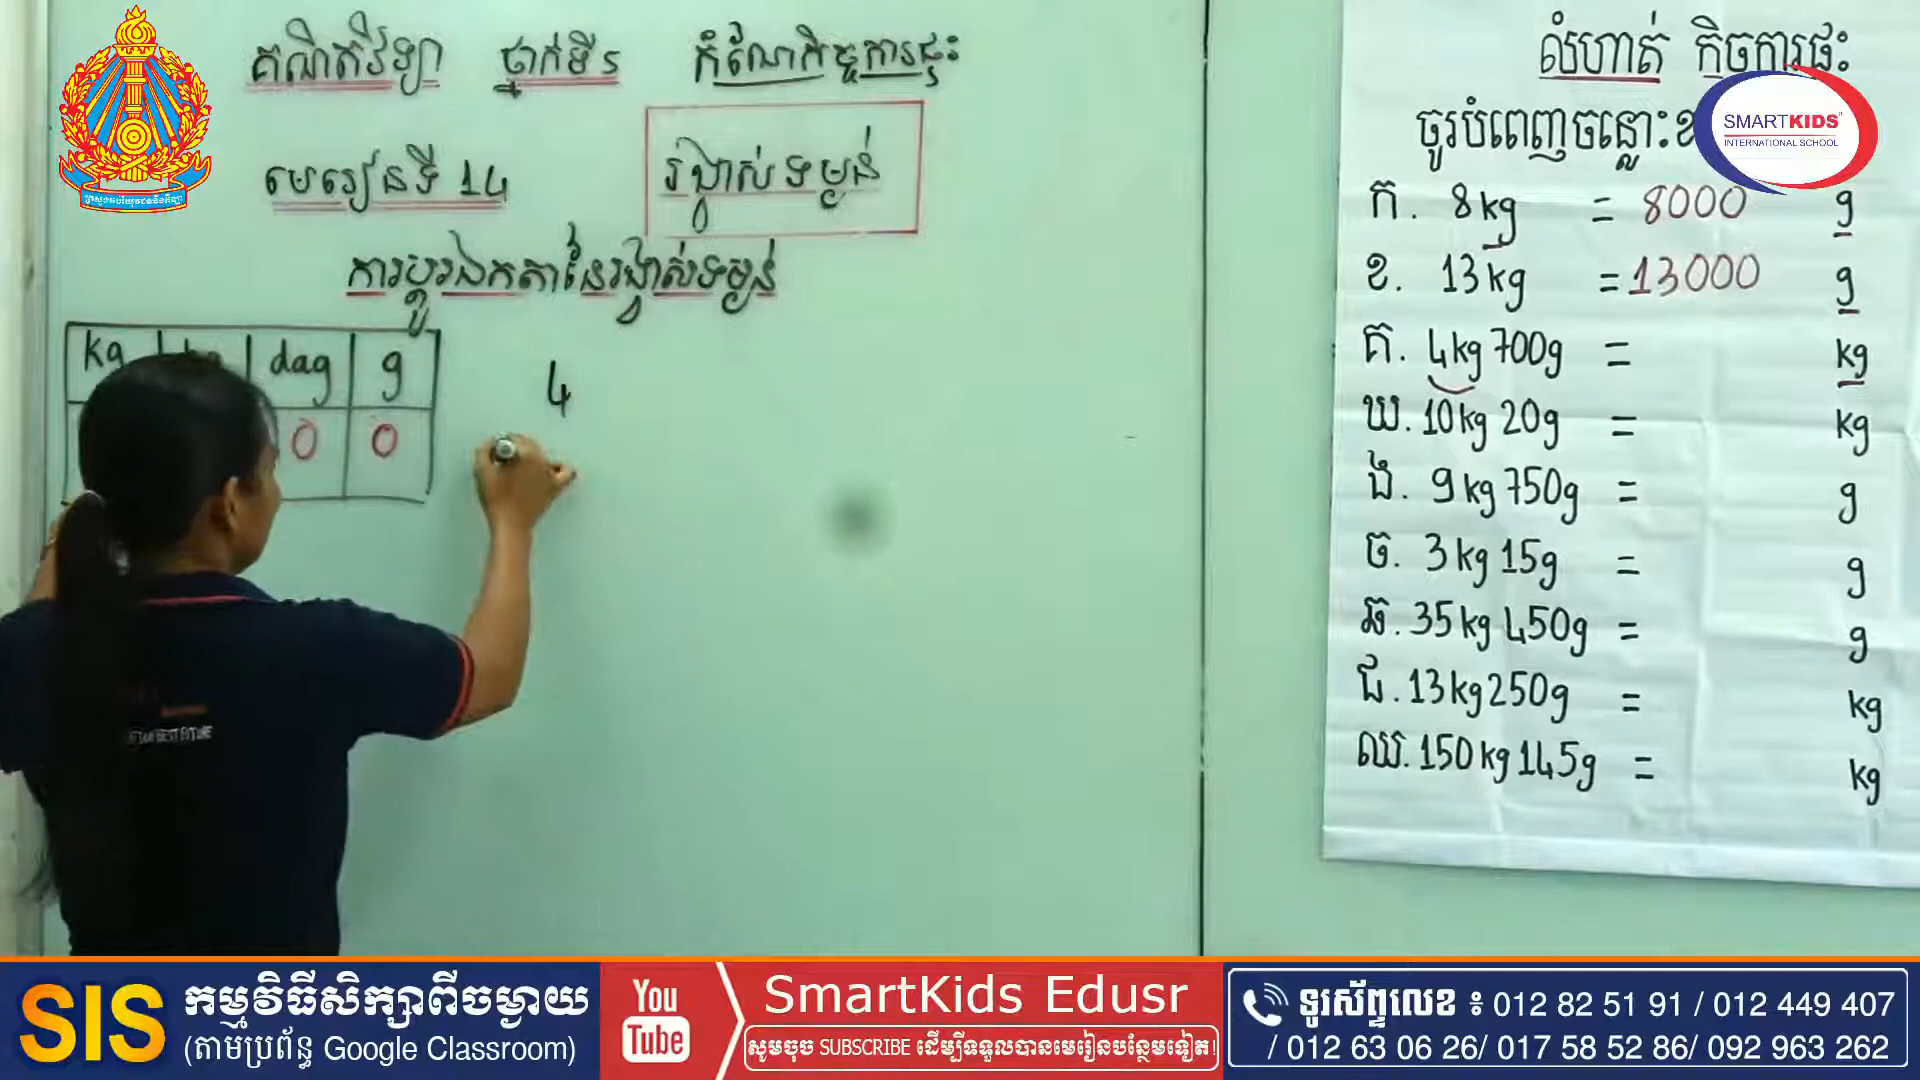 គណិតវិទ្យា ថ្នាក់ទី៥ កំណែកិច្ចការផ្ទះ
មេរៀនទី 14 រង្វាស់ទម្ងន់
ការប្តូរឯកតានៃរង្វាស់ទម្ងន់
kg dag g
0 0
4
លំហាត់ កិច្ចការផ្ទះ
ចូរបំពេញចន្លោះខ
ក. 8kg = 8000 g
ខ. 13kg = 13000 g
គ. 4kg 700g = kg
ឃ. 10kg 20g = kg
ង. 9kg 750g = g
ច. 3kg 15g = g
ឆ. 35kg 450g = g
ជ. 13kg 250g = kg
ឈ. 150kg 145g = kg
SMARTKIDS
INTERNATIONAL SCHOOL
SIS កម្មវិធីសិក្សាពីចម្ងាយ
(តាមប្រព័ន្ធ Google Classroom)
You Tube
SmartKids Edusr
សូមចុច SUBSCRIBE ដើម្បីទទួលបានមេរៀនបន្ថែមទៀត!
ទូរស័ព្ទលេខ ៖ 012 82 51 91 / 012 449 407
/ 012 63 06 26/ 017 58 52 86/ 092 963 262